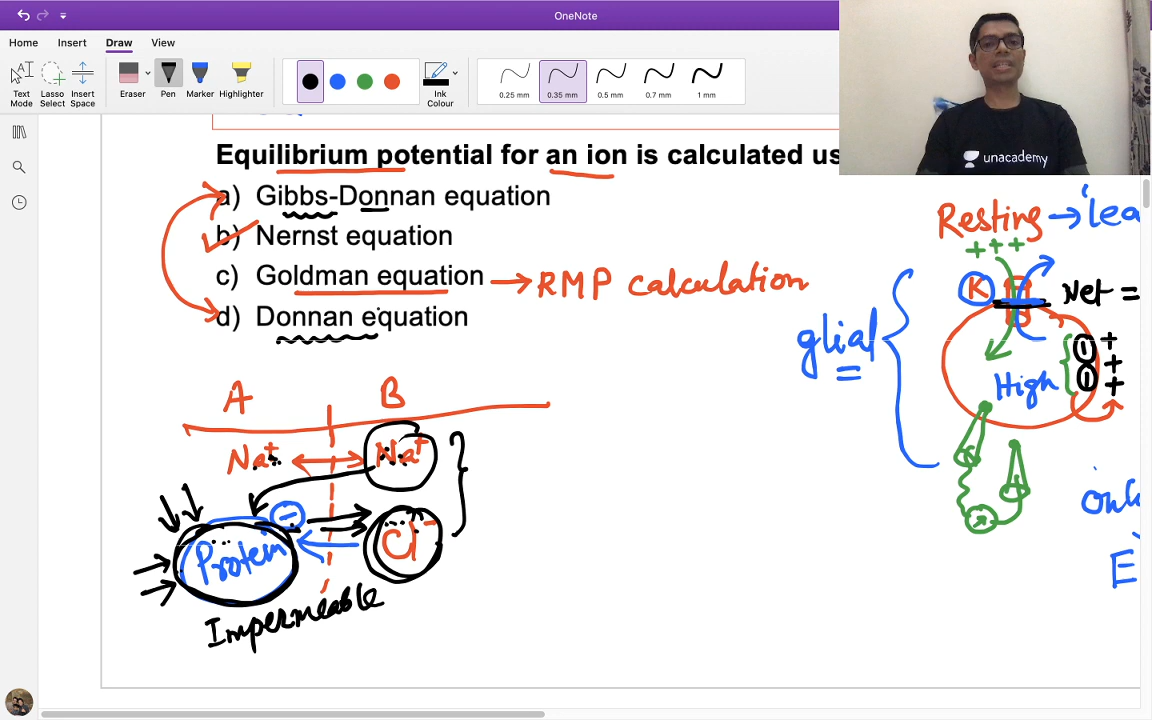 OneNote
Home Insert Draw View
Text Mode
Lasso Select
Insert Space
Eraser
Pen
Marker
Highlighter
Ink Colour
0.25 mm
0.35 mm
0.5 mm
0.7 mm
1 mm
unacademy
Equilibrium potential for an ion is calculated us
a) Gibbs-Donnan equation
b) Nernst equation
c) Goldman equation → RMP calculation
d) Donnan equation
A B
Na+ Na+
Protein − Cl−
Impermeable
Resting → lea
+ + +
K
Net =
glial
High
+
+
+
E